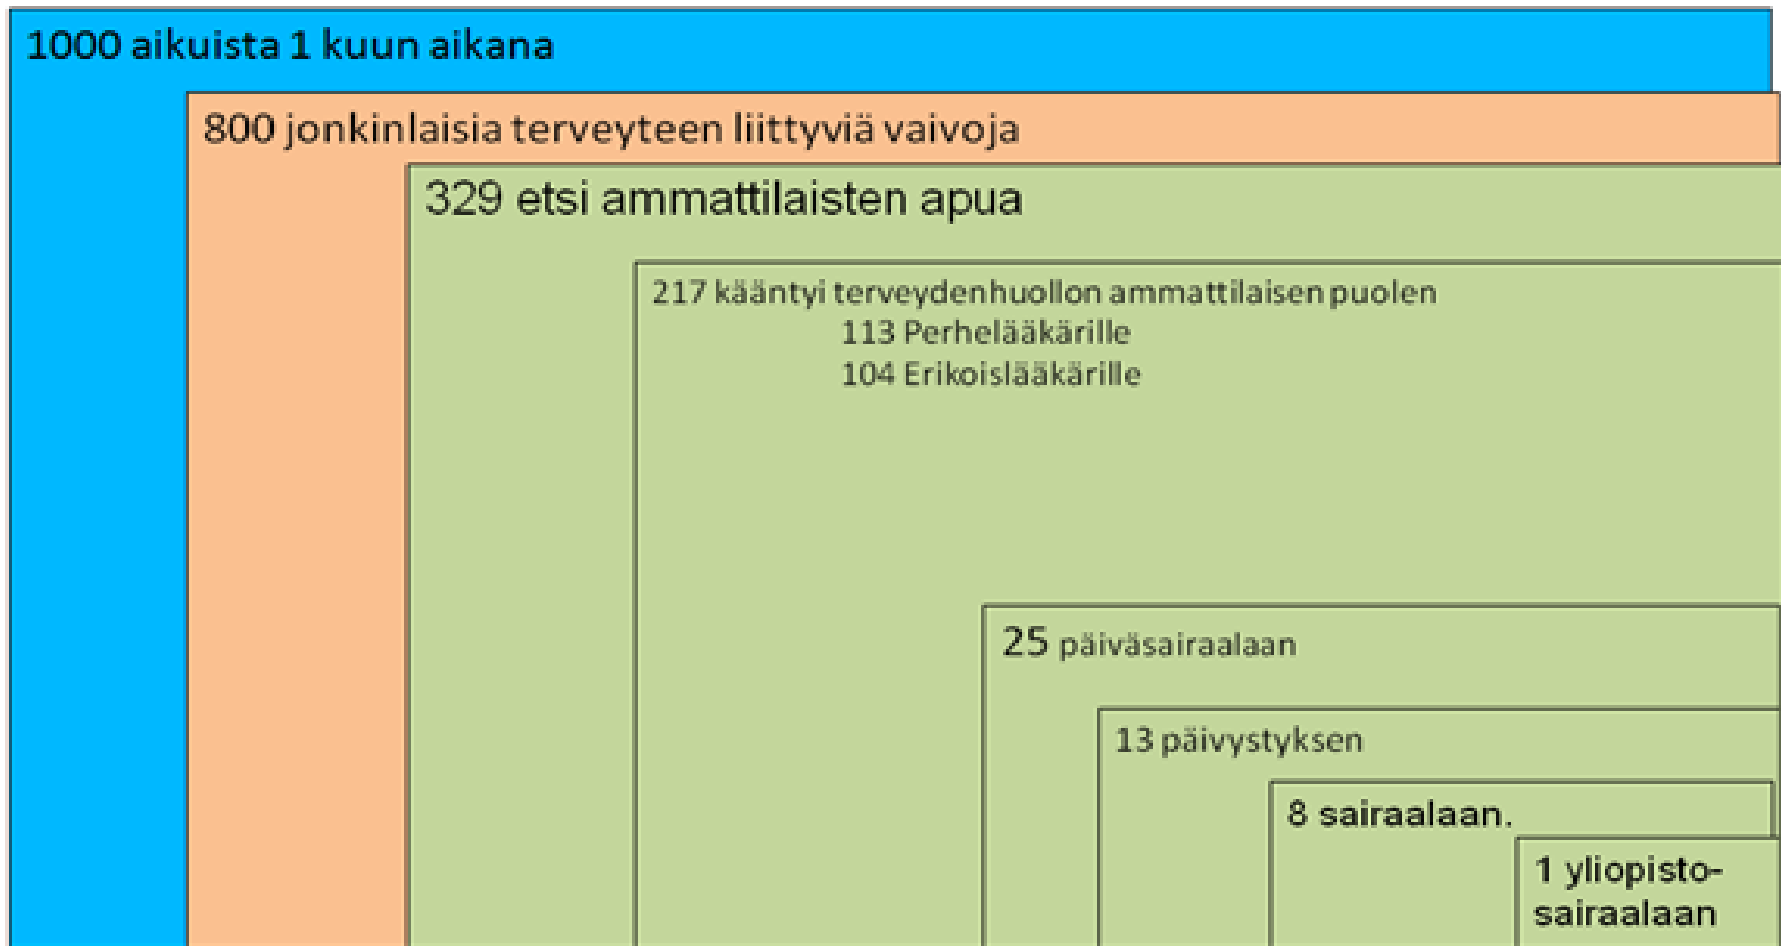 1000 aikuista 1 kuun aikana
800 jonkinlaisia terveyteen liittyviä vaivoja
329 etsi ammattilaisten apua
217 kääntyi terveydenhuollon ammattilaisen puolen
113 Perhelääkärille
104 Erikoislääkärille
25 päiväsairaalaan
13 päivystyksen
8 sairaalaan.
1 yliopisto-
sairaalaan